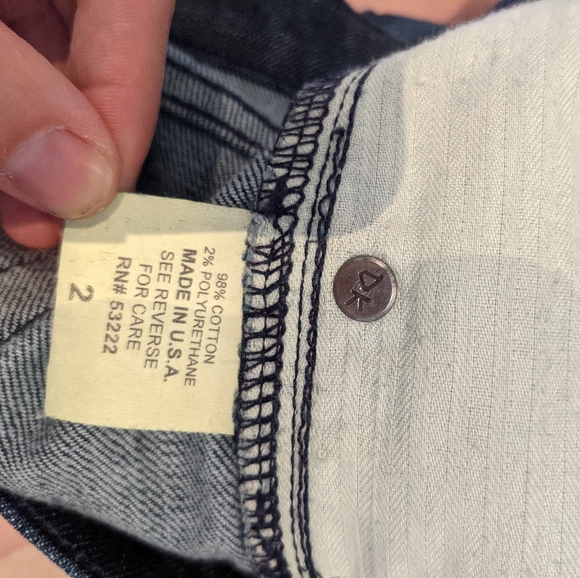 98% COTTON
2% POLYURETHANE
MADE IN U.S.A.
SEE REVERSE
FOR CARE
RN# 53222
2